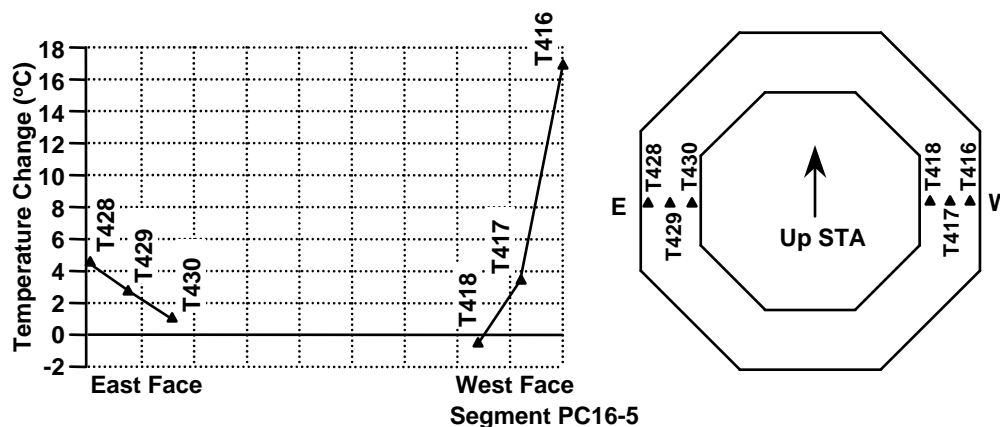 Temperature Change (ºC)
18
16
14
12
10
8
6
4
2
0
-2
T428
T429
T430
T418
T417
T416
East Face
West Face
Segment PC16-5
E
T428
T429
T430
Up STA
T418
T417
T416
W